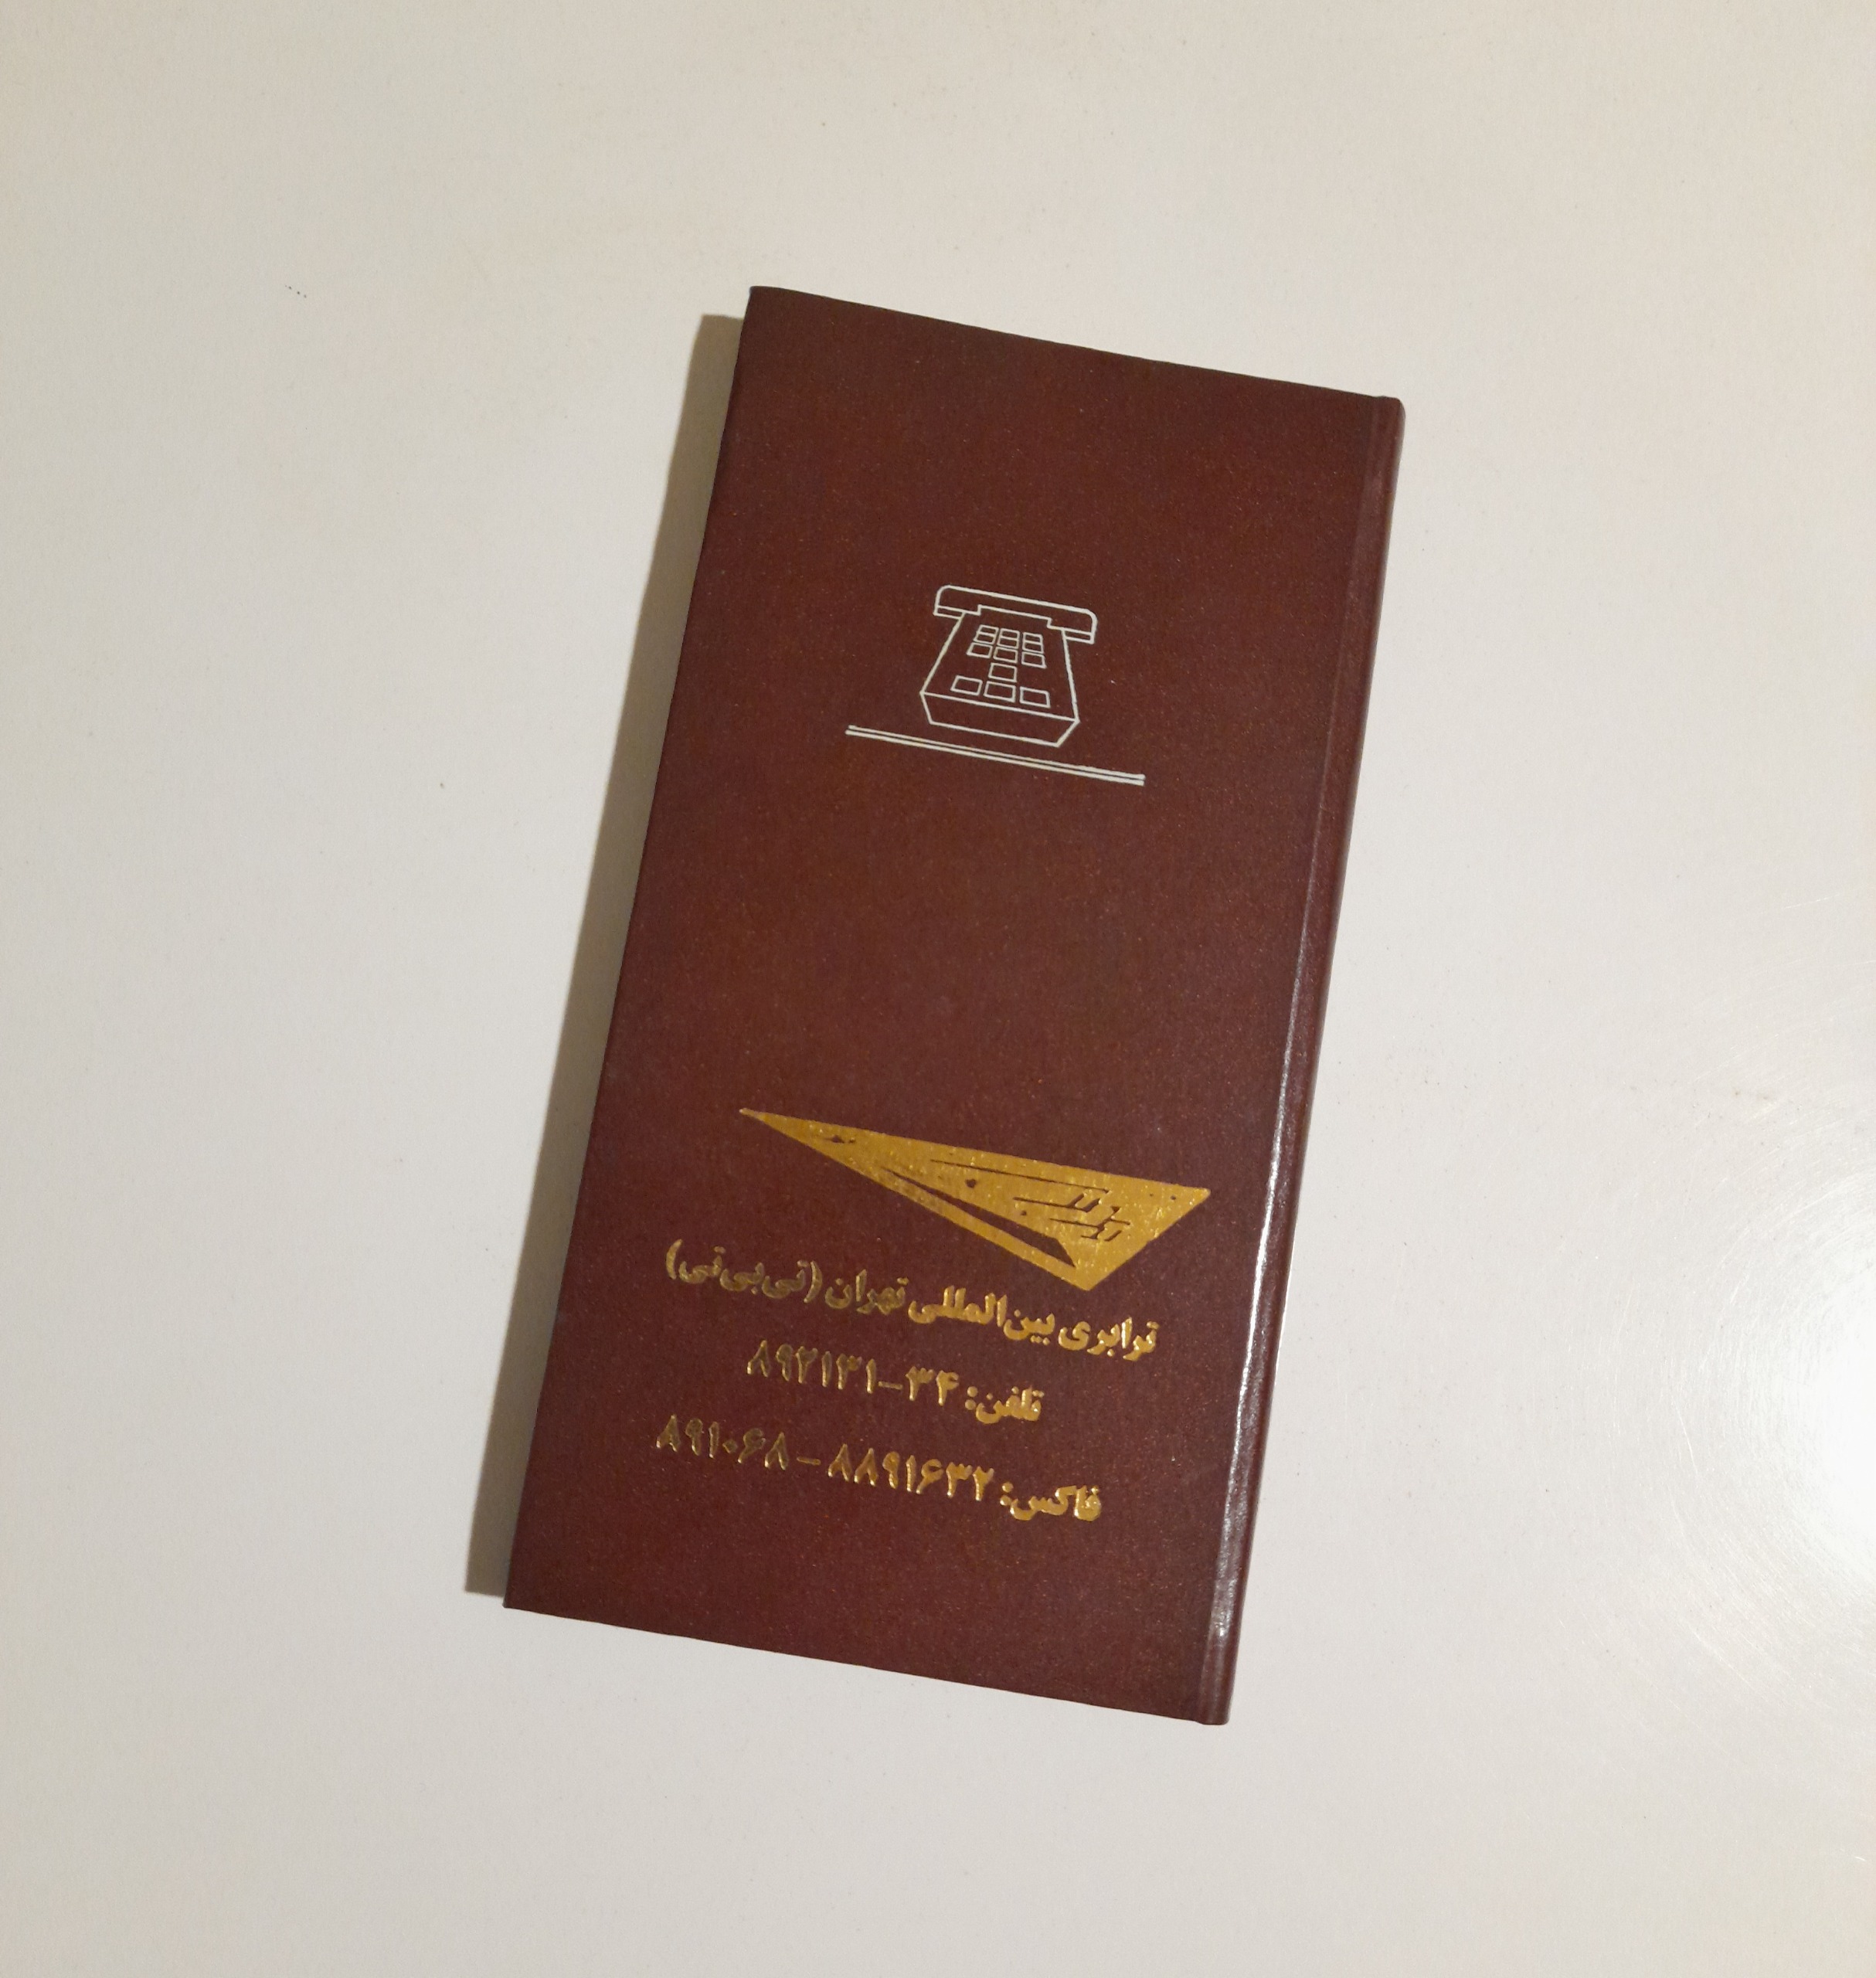 ترابری بین‌المللی تهران (تی‌بی‌تی)
تلفن: ۳۴-۸۹۲۱۳۱
فاکس: ۸۸۹۱۶۳۲ - ۸۹۱۰۶۸